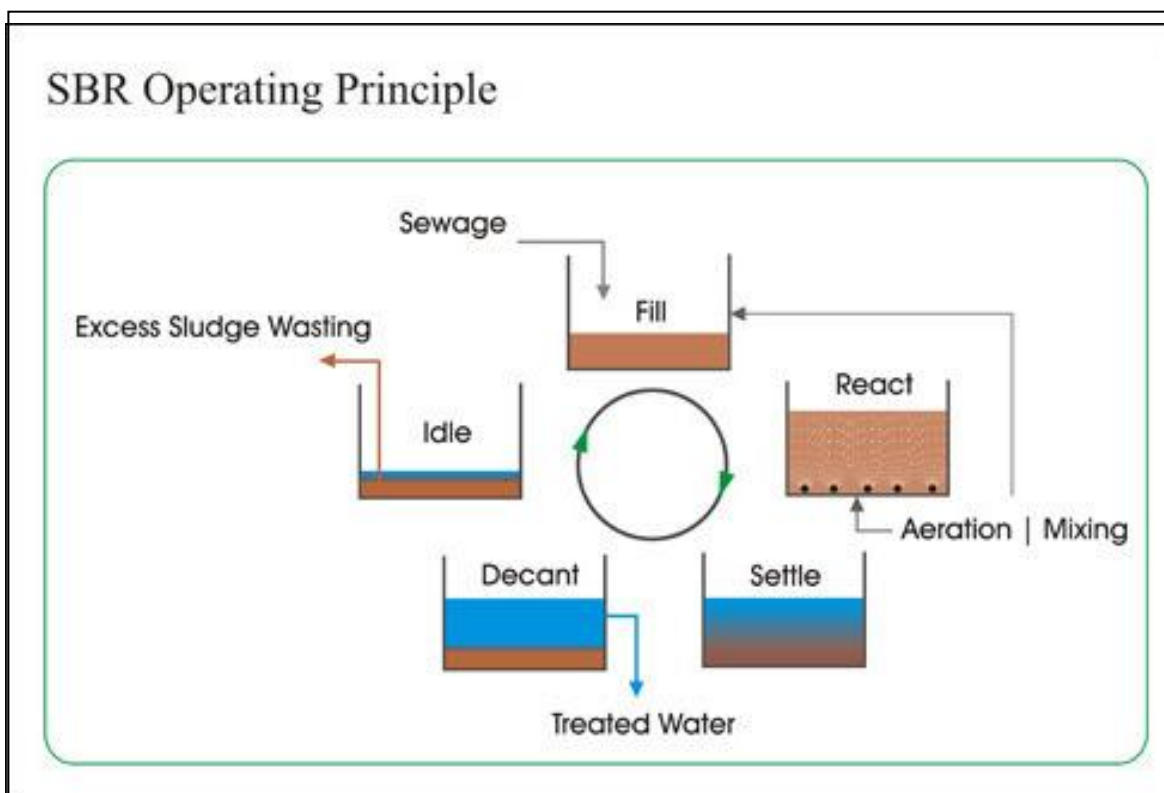 SBR Operating Principle
Sewage
Fill
Excess Sludge Wasting
React
Idle
Aeration | Mixing
Decant
Settle
Treated Water